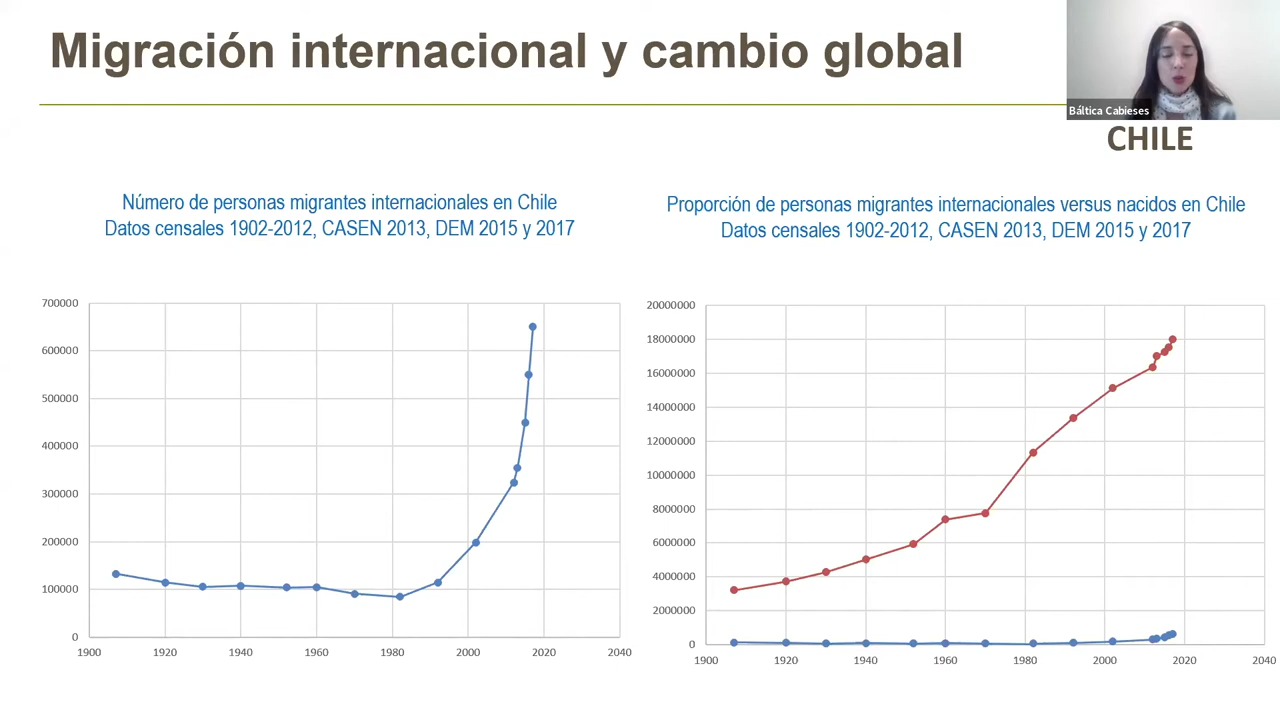 Migración internacional y cambio global
Báltica Cabieses
CHILE
Número de personas migrantes internacionales en Chile
Datos censales 1902-2012, CASEN 2013, DEM 2015 y 2017
700000
600000
500000
400000
300000
200000
100000
0
1900 1920 1940 1960 1980 2000 2020 2040
Proporción de personas migrantes internacionales versus nacidos en Chile
Datos censales 1902-2012, CASEN 2013, DEM 2015 y 2017
20000000
18000000
16000000
14000000
12000000
10000000
8000000
6000000
4000000
2000000
0
1900 1920 1940 1960 1980 2000 2020 2040